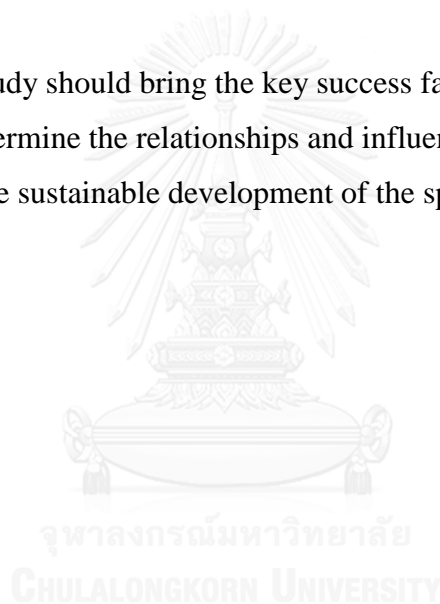 udy should bring the key success fa
ermine the relationships and influen
e sustainable development of the sp
จุฬาลงกรณ์มหาวิทยาลัย
CHULALONGKORN UNIVERSITY